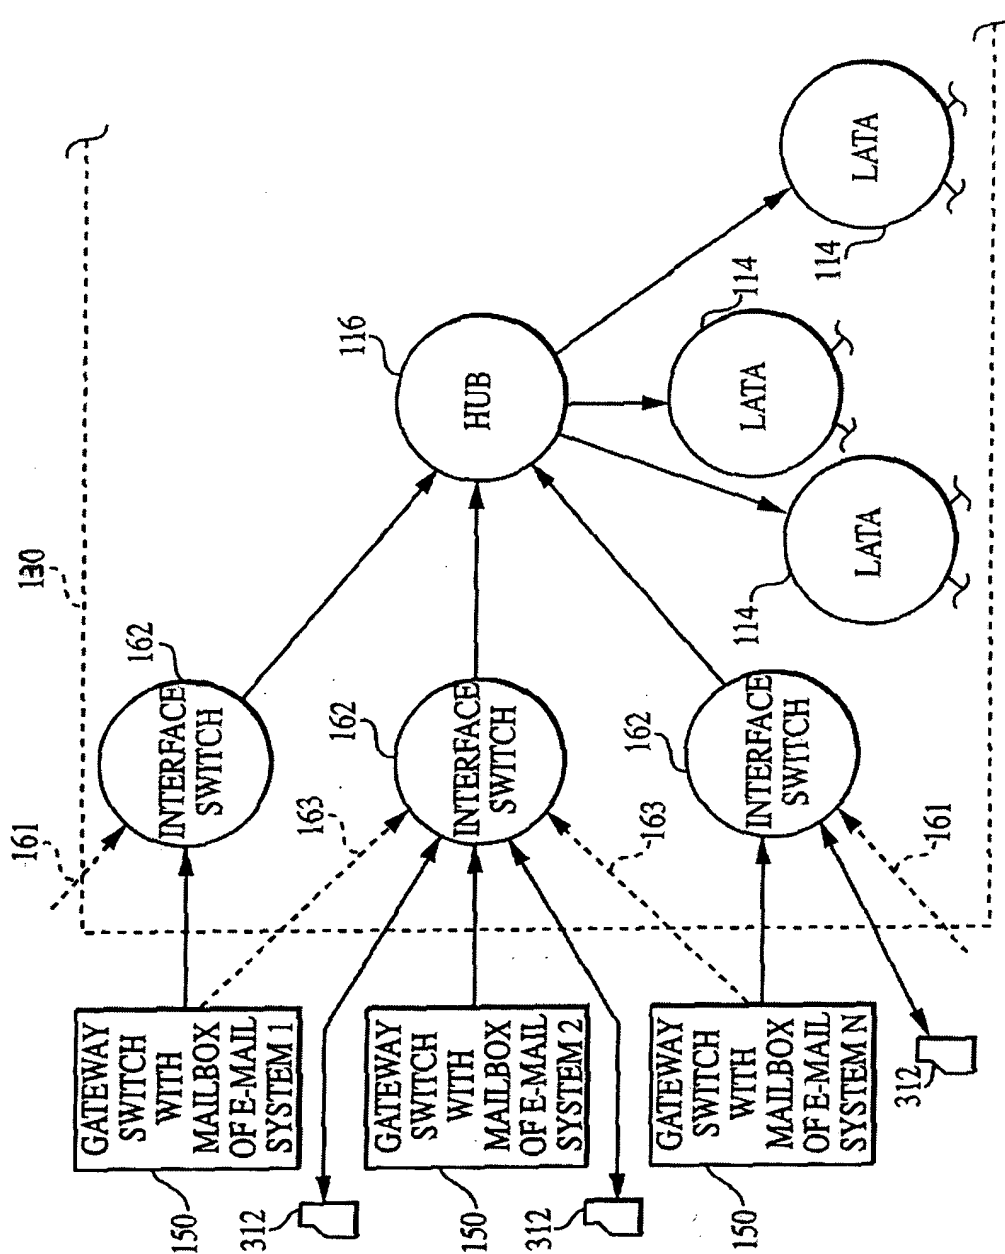 130
161
162
INTERFACE
SWITCH
GATEWAY
SWITCH
WITH
MAILBOX
OF E-MAIL
SYSTEM 1
150
163
312
162
INTERFACE
SWITCH
GATEWAY
SWITCH
WITH
MAILBOX
OF E-MAIL
SYSTEM 2
150
163
312
162
INTERFACE
SWITCH
GATEWAY
SWITCH
WITH
MAILBOX
OF E-MAIL
SYSTEM N
150
161
312
116
HUB
114
LATA
114
LATA
114
LATA